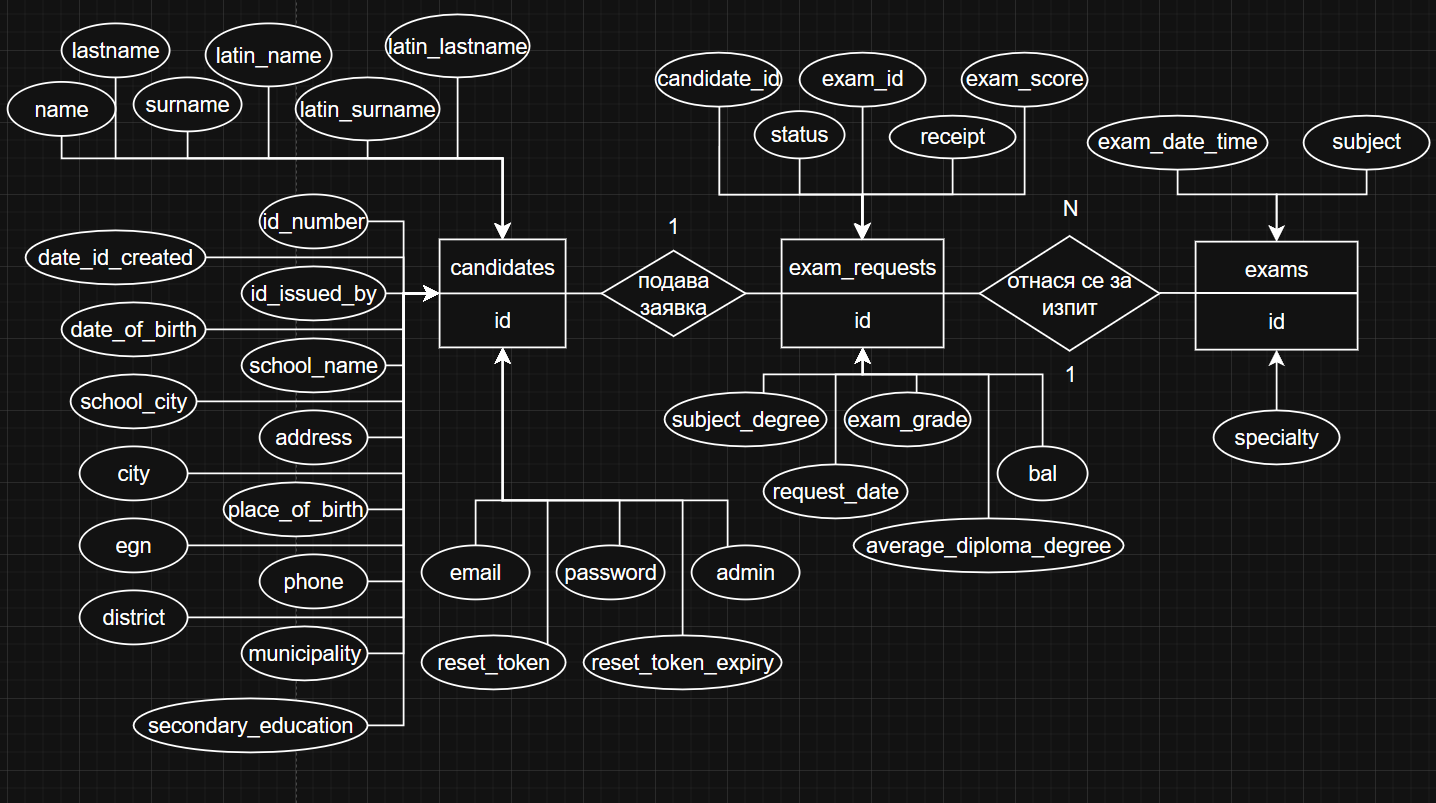 lastname
latin_name
latin_lastname
name
surname
latin_surname
candidate_id
exam_id
exam_score
status
receipt
exam_date_time
subject
id_number
date_id_created
id_issued_by
date_of_birth
school_name
school_city
address
city
place_of_birth
egn
phone
district
municipality
secondary_education
candidates
id
1
подава
заявка
exam_requests
id
N
отнася се за
изпит
1
exams
id
subject_degree
exam_grade
request_date
bal
average_diploma_degree
specialty
email
password
admin
reset_token
reset_token_expiry